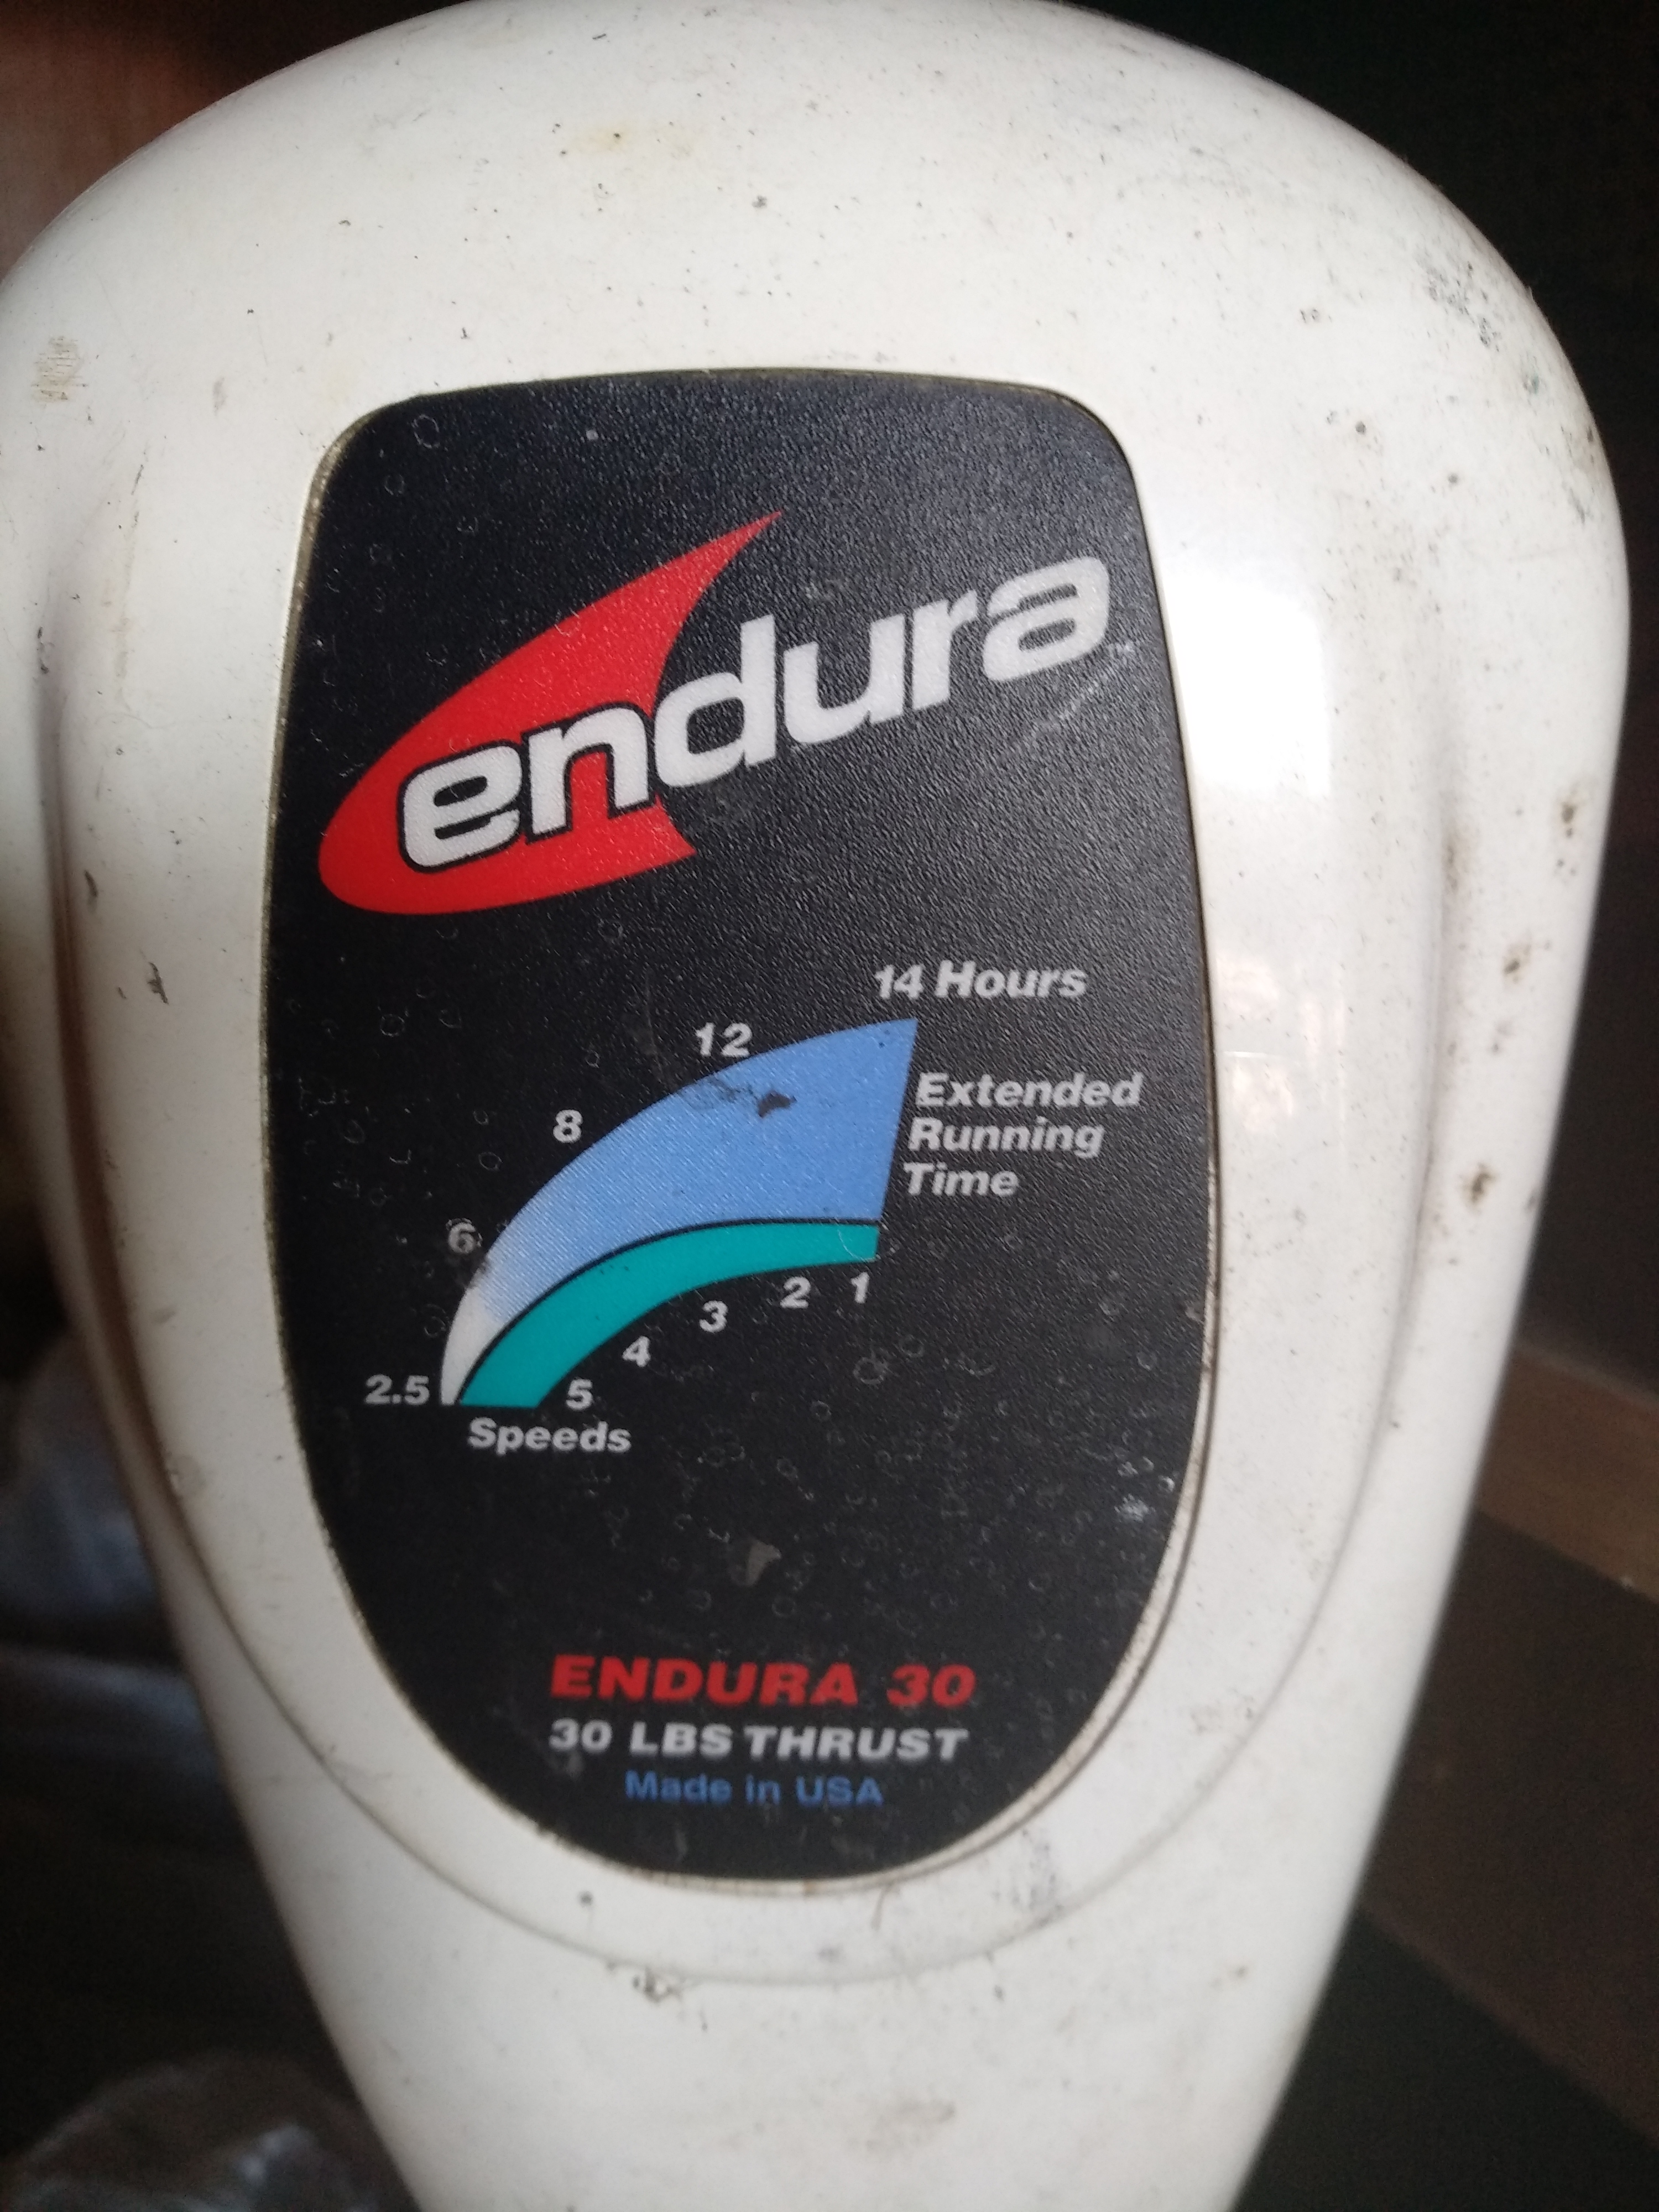 endura
14 Hours
12
8
6
2.5
Extended
Running
Time
1
2
3
4
5
Speeds
ENDURA 30
30 LBS THRUST
Made in USA